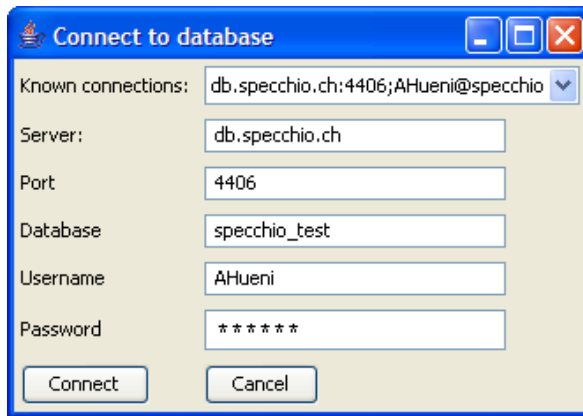 Connect to database
Known connections: db.specchio.ch:4406;AHueni@specchio
Server: db.specchio.ch
Port 4406
Database specchio_test
Username AHueni
Password ******
Connect Cancel